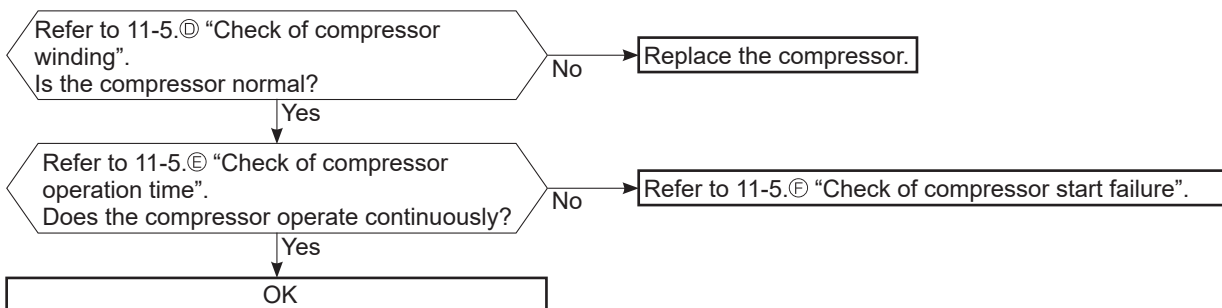 Refer to 11-5.Ⓓ “Check of compressor
winding”.
Is the compressor normal?
No
Replace the compressor.
Yes
Refer to 11-5.Ⓔ “Check of compressor
operation time”.
Does the compressor operate continuously?
No
Refer to 11-5.Ⓕ “Check of compressor start failure”.
Yes
OK